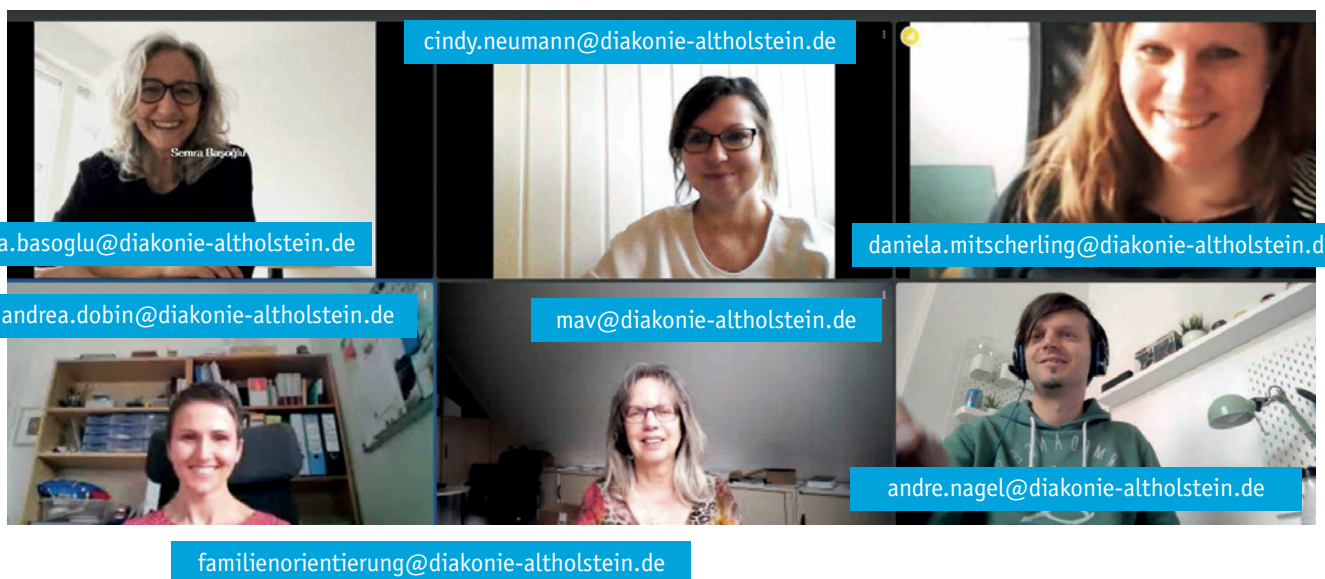 cindy.neumann@diakonie-altholstein.de
Semra Başoğlu
a.basoglu@diakonie-altholstein.de
daniela.mitscherling@diakonie-altholstein.d
andrea.dobin@diakonie-altholstein.de
mav@diakonie-altholstein.de
andre.nagel@diakonie-altholstein.de
familienorientierung@diakonie-altholstein.de